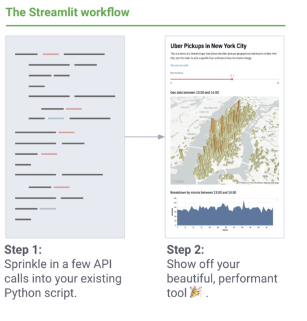 The Streamlit workflow
Uber Pickups in New York City
Geo data between 13:00 and 14:00
Breakdown by minute between 13:00 and 14:00
Step 1:
Sprinkle in a few API
calls into your existing
Python script.
Step 2:
Show off your
beautiful, performant
tool 🎉 .